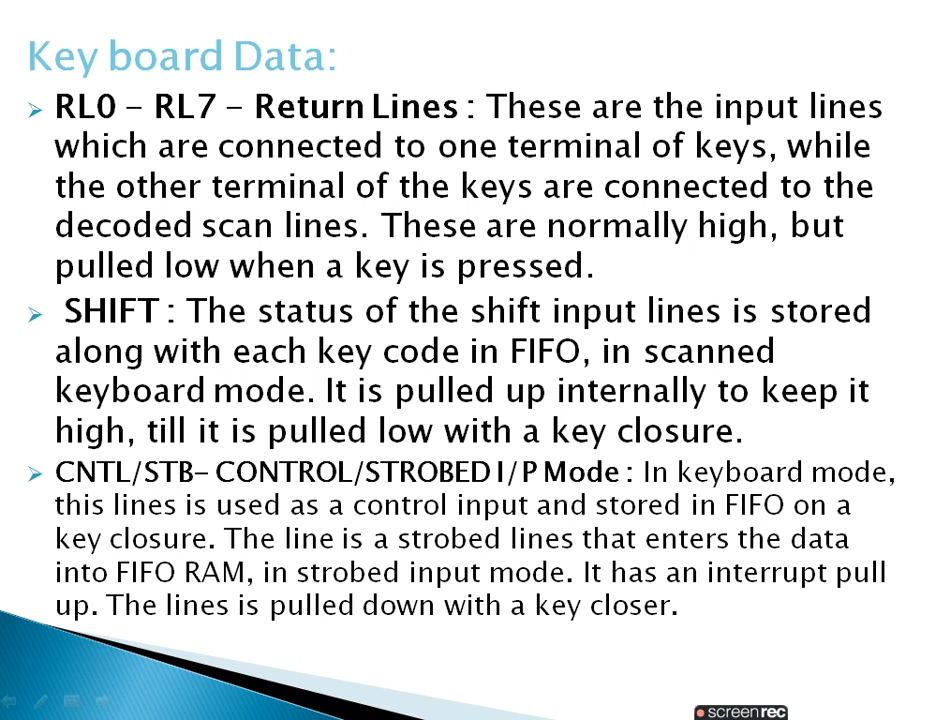 Key board Data:
RL0 – RL7 – Return Lines : These are the input lines
which are connected to one terminal of keys, while
the other terminal of the keys are connected to the
decoded scan lines. These are normally high, but
pulled low when a key is pressed.
SHIFT : The status of the shift input lines is stored
along with each key code in FIFO, in scanned
keyboard mode. It is pulled up internally to keep it
high, till it is pulled low with a key closure.
CNTL/STB– CONTROL/STROBED I/P Mode : In keyboard mode,
this lines is used as a control input and stored in FIFO on a
key closure. The line is a strobed lines that enters the data
into FIFO RAM, in strobed input mode. It has an interrupt pull
up. The lines is pulled down with a key closer.
screenrec